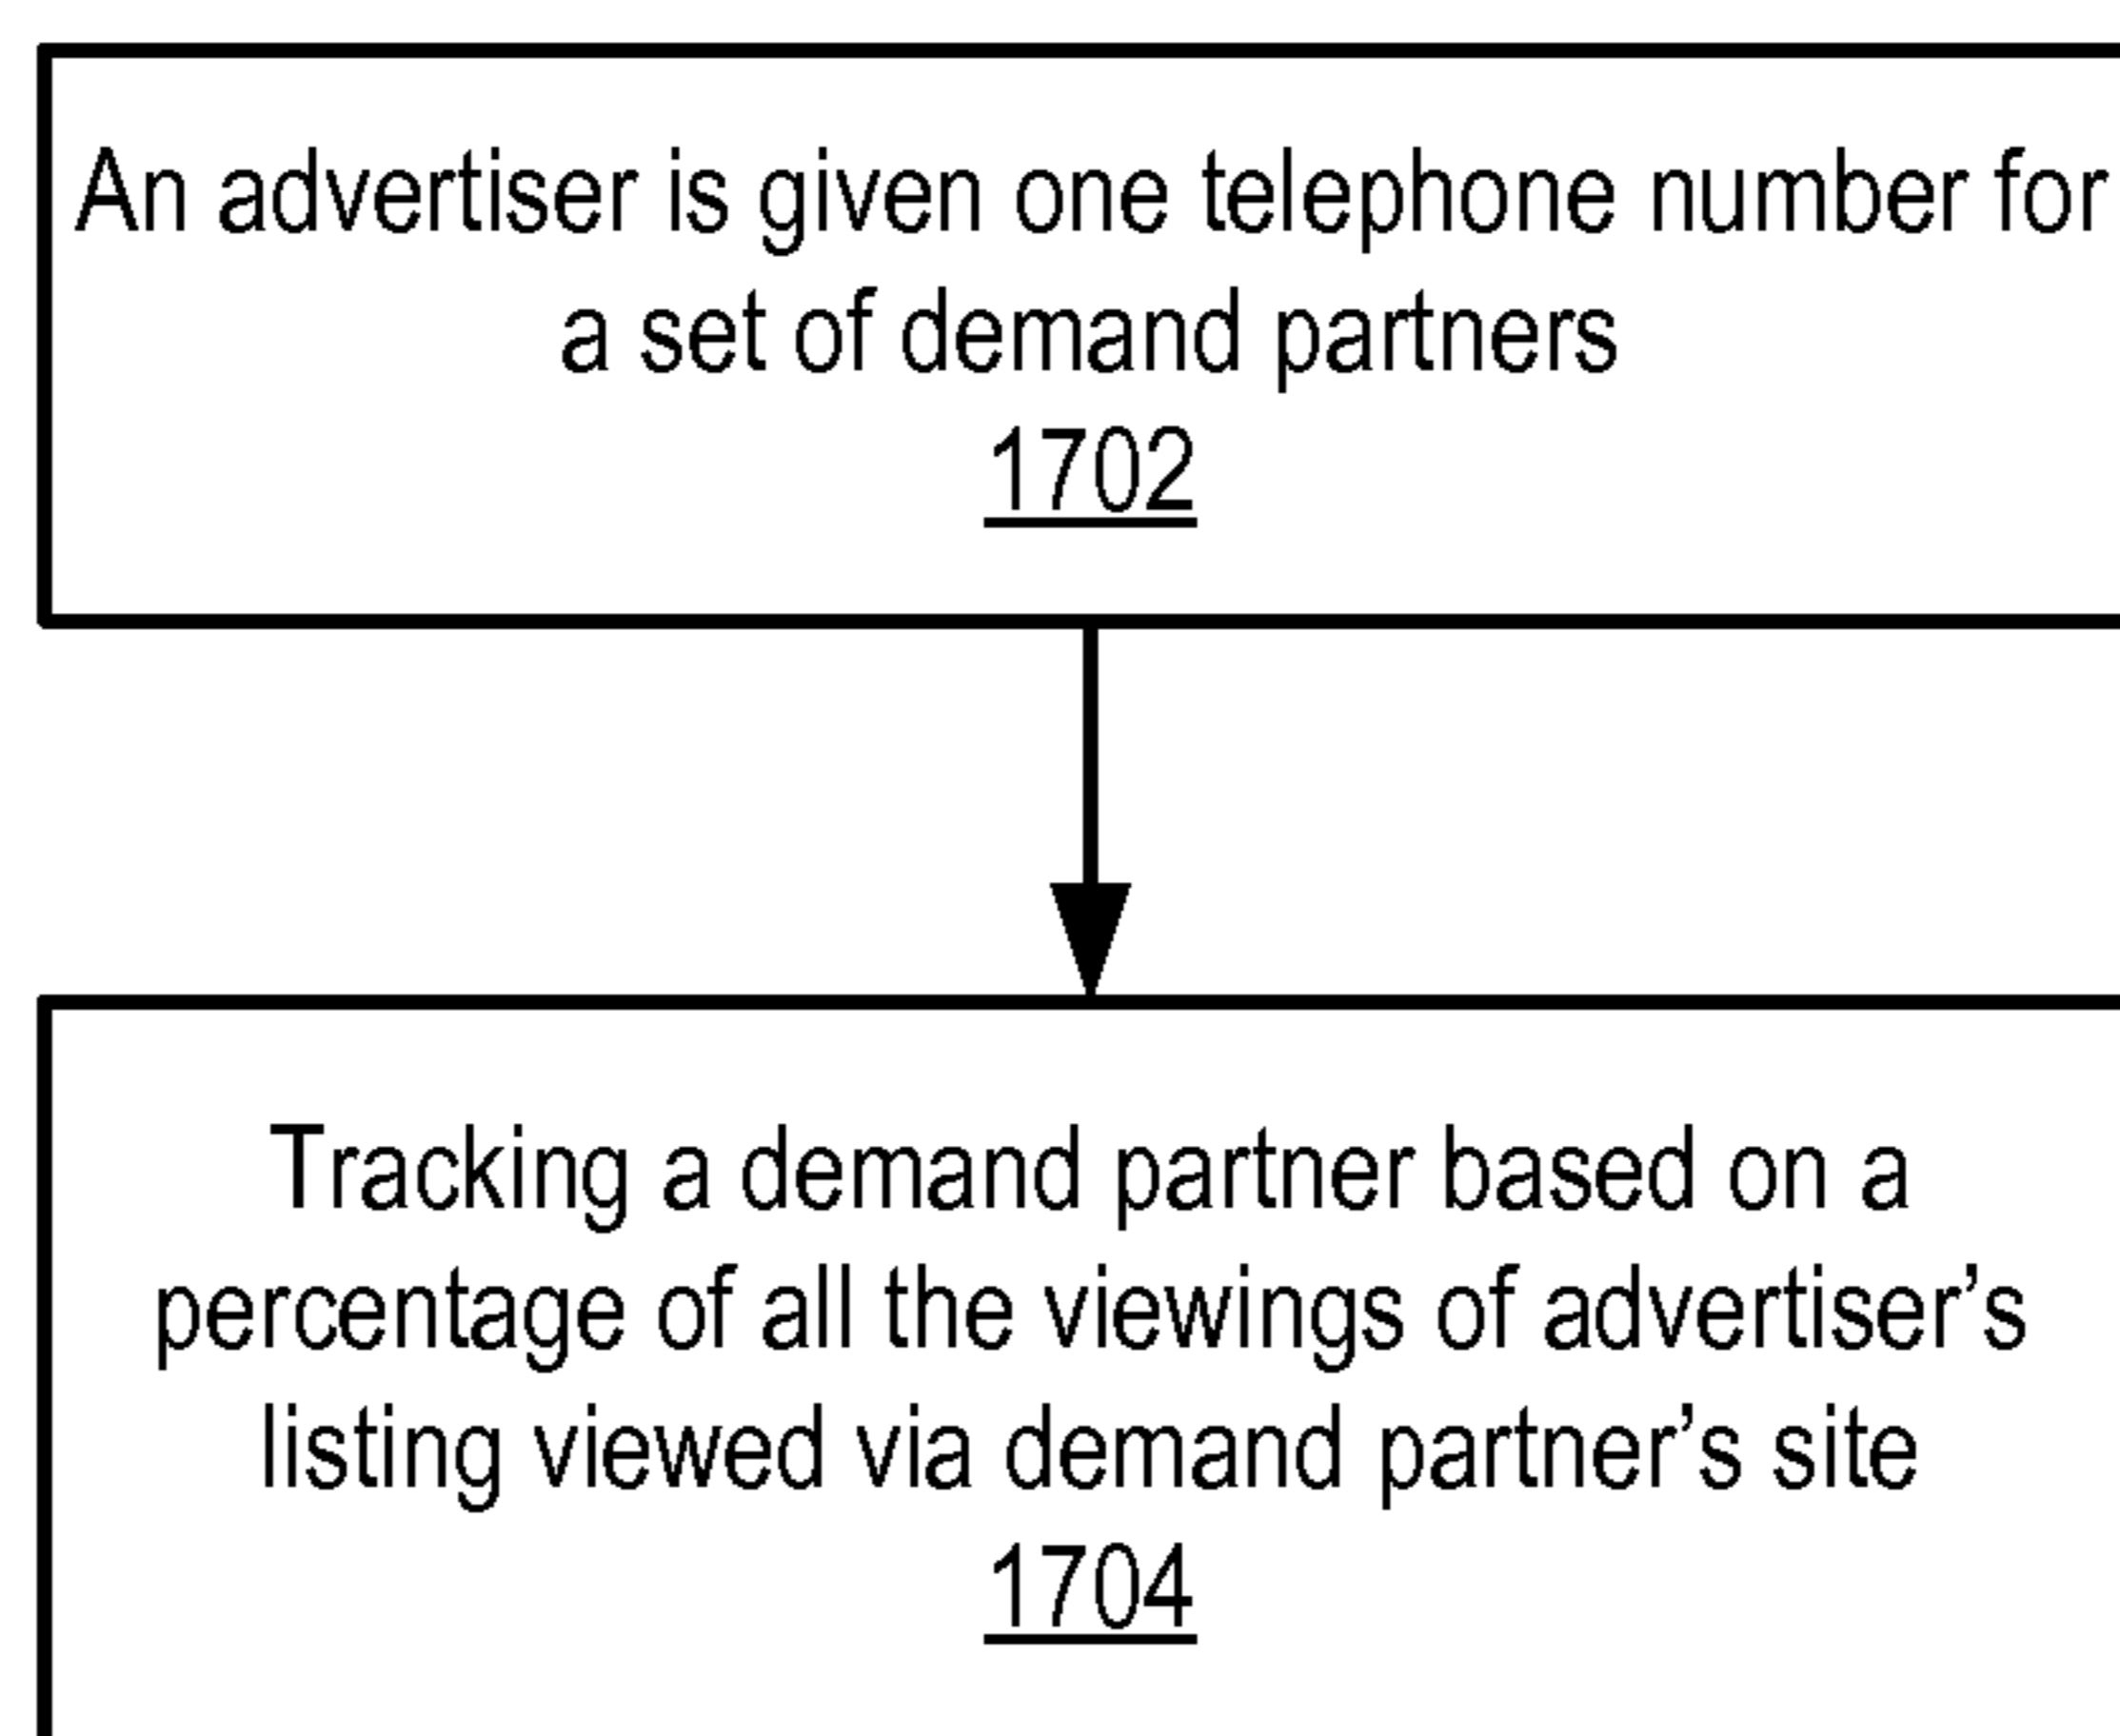 An advertiser is given one telephone number for
a set of demand partners
1702
Tracking a demand partner based on a
percentage of all the viewings of advertiser’s
listing viewed via demand partner’s site
1704